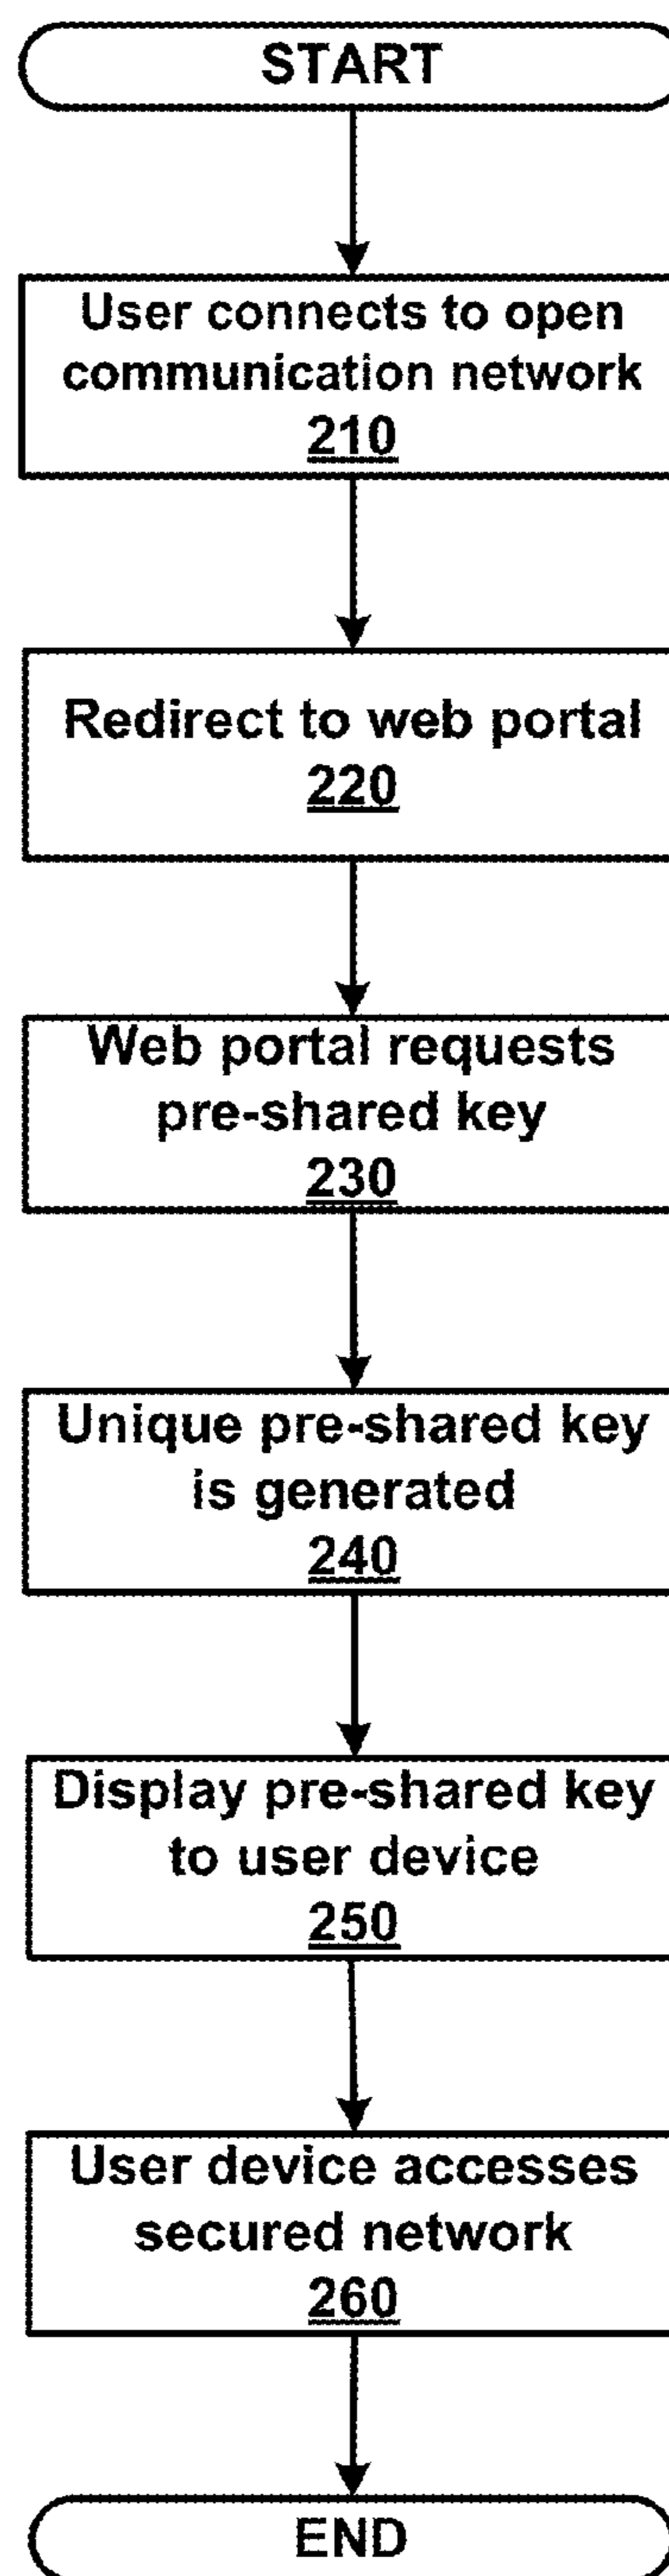 START
User connects to open
communication network
210
Redirect to web portal
220
Web portal requests
pre-shared key
230
Unique pre-shared key
is generated
240
Display pre-shared key
to user device
250
User device accesses
secured network
260
END